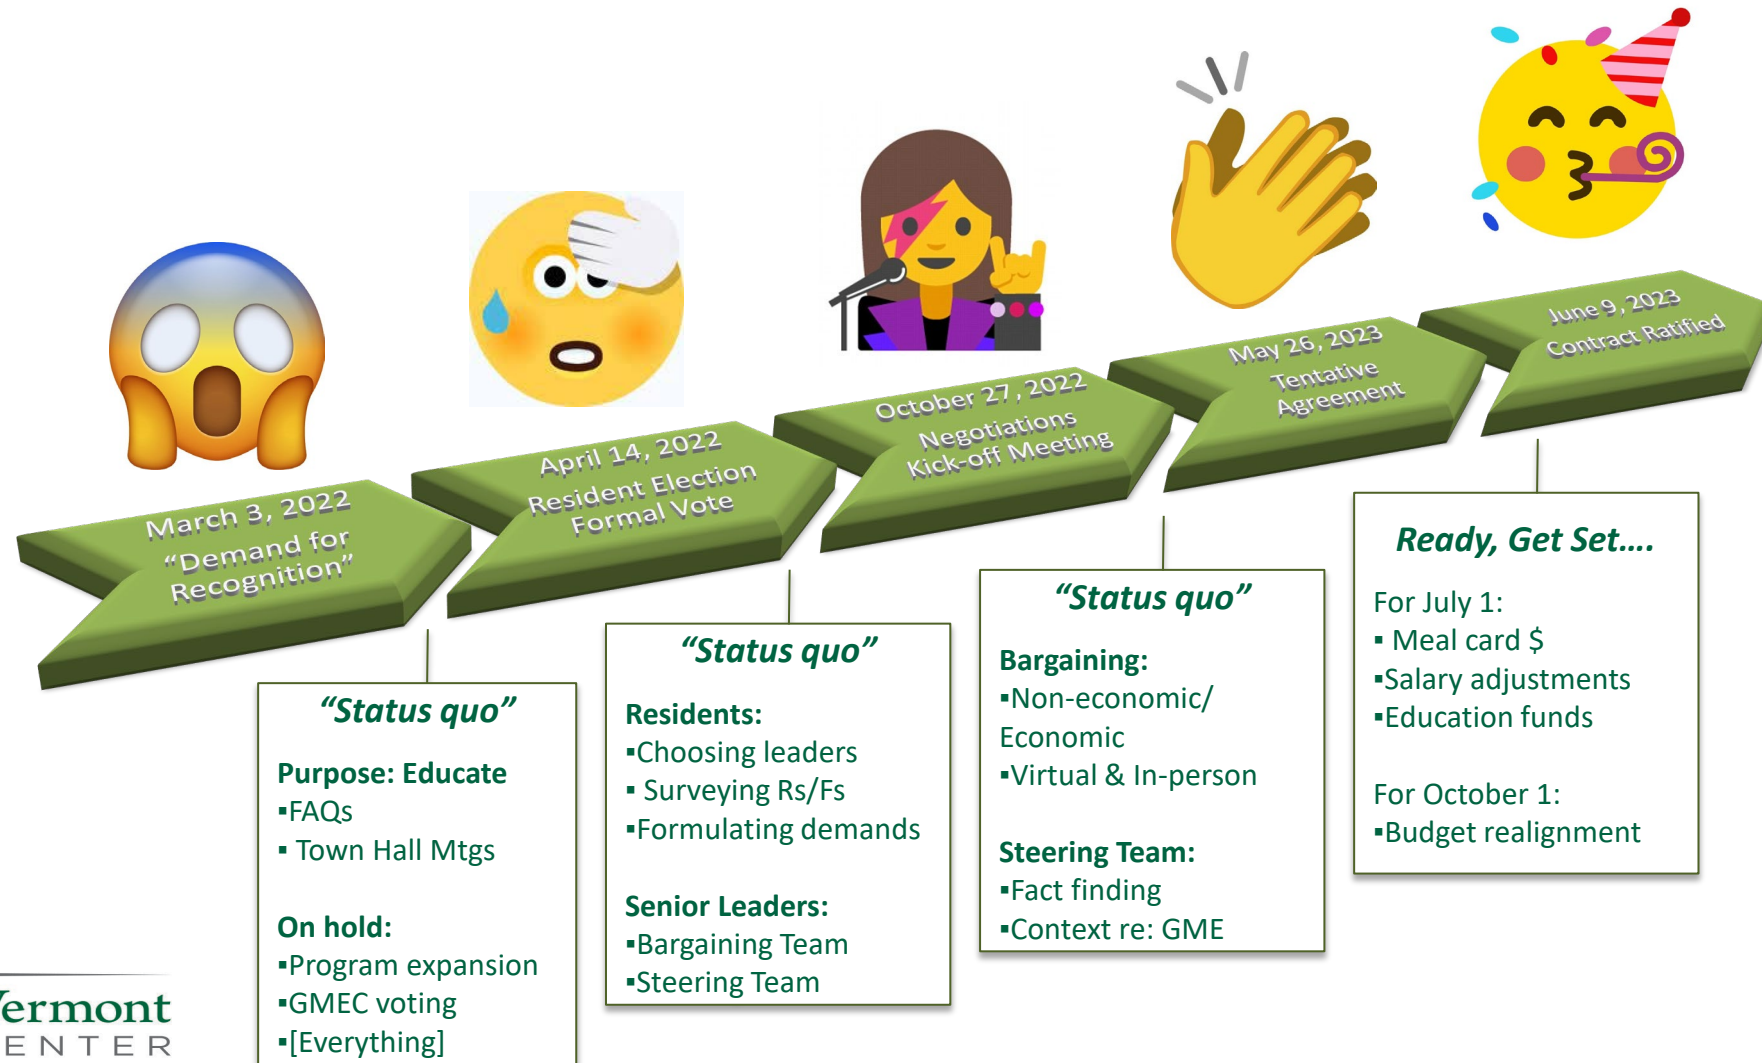 March 3, 2022
“Demand for
Recognition”
April 14, 2022
Resident Election
Formal Vote
October 27, 2022
Negotiations
Kick-off Meeting
May 26, 2023
Tentative
Agreement
June 9, 2023
Contract Ratified
“Status quo”
Purpose: Educate
▪FAQs
▪ Town Hall Mtgs
On hold:
▪Program expansion
▪GMEC voting
▪[Everything]
“Status quo”
Residents:
▪Choosing leaders
▪ Surveying Rs/Fs
▪Formulating demands
Senior Leaders:
▪Bargaining Team
▪Steering Team
“Status quo”
Bargaining:
▪Non-economic/
Economic
▪Virtual & In-person
Steering Team:
▪Fact finding
▪Context re: GME
Ready, Get Set....
For July 1:
▪ Meal card $
▪Salary adjustments
▪Education funds
For October 1:
▪Budget realignment
Vermont
ENTER